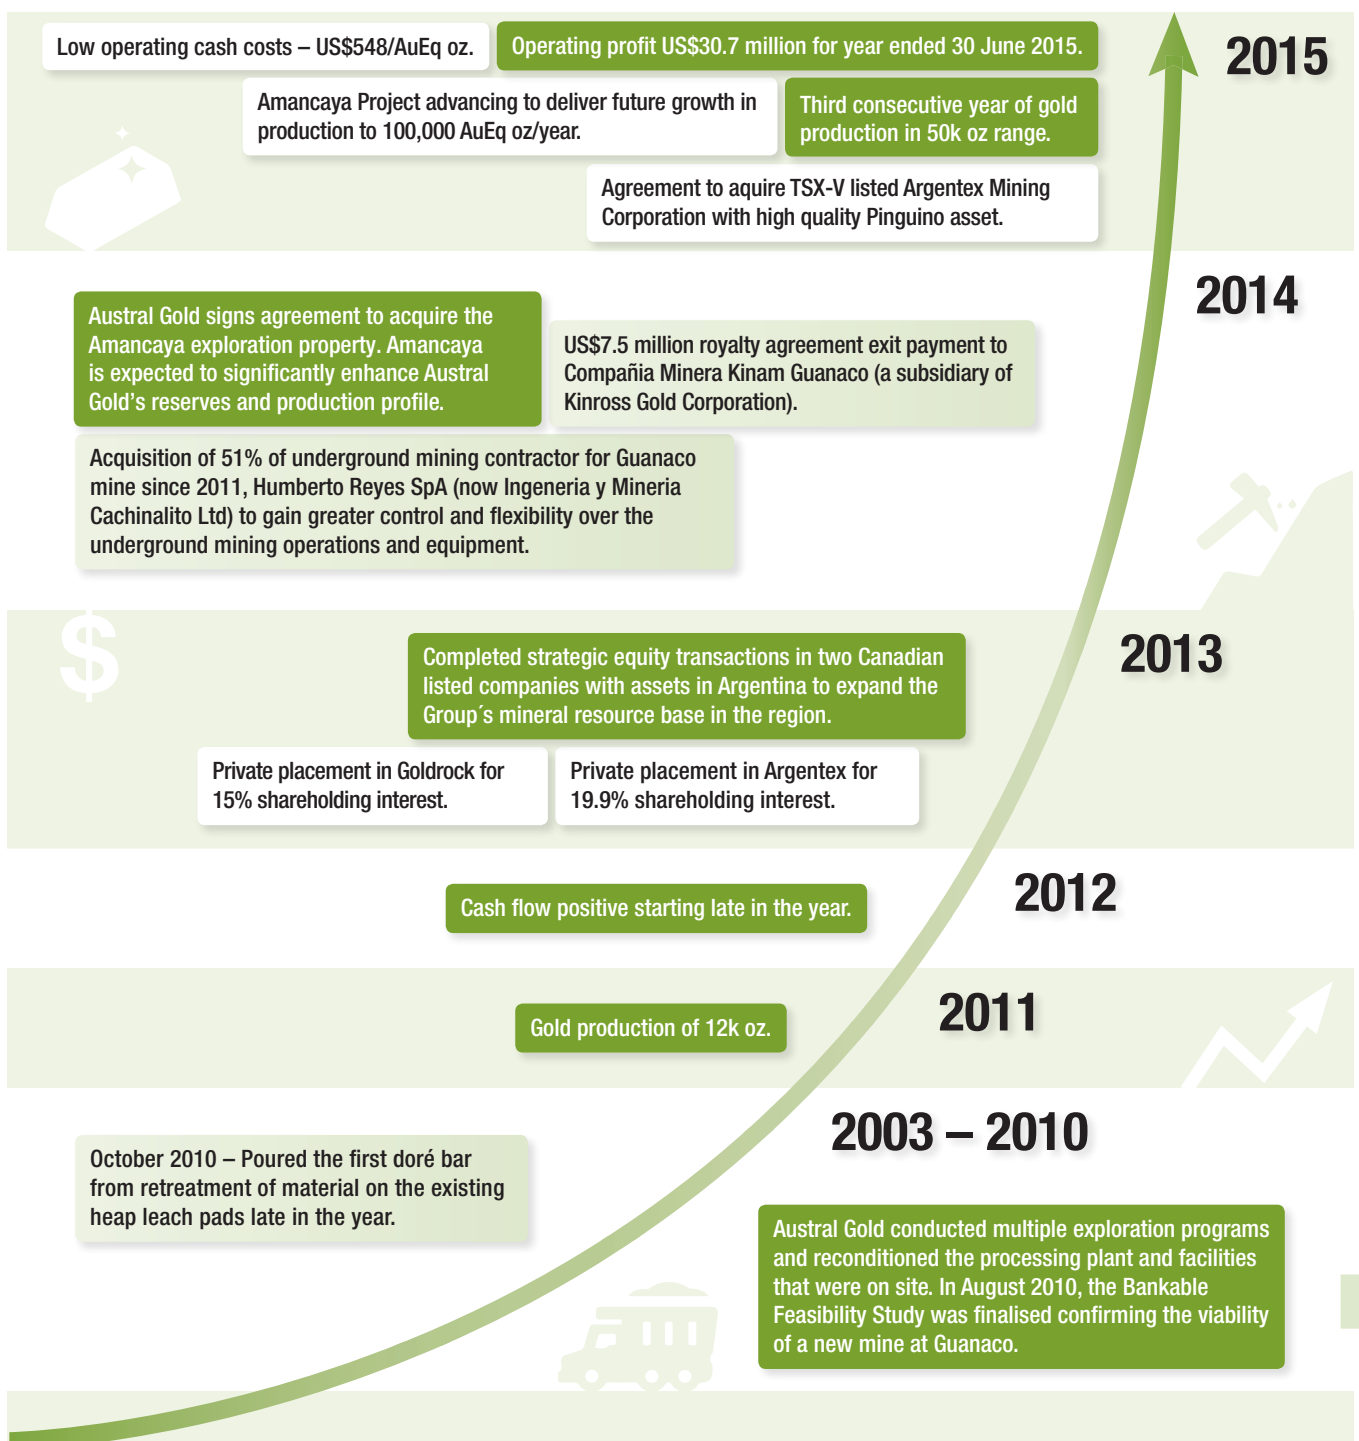 2015
Low operating cash costs – US$548/AuEq oz.
Operating profit US$30.7 million for year ended 30 June 2015.
Amancaya Project advancing to deliver future growth in
production to 100,000 AuEq oz/year.
Third consecutive year of gold
production in 50k oz range.
Agreement to aquire TSX-V listed Argentex Mining
Corporation with high quality Pinguino asset.
2014
Austral Gold signs agreement to acquire the
Amancaya exploration property. Amancaya
is expected to significantly enhance Austral
Gold’s reserves and production profile.
US$7.5 million royalty agreement exit payment to
Compañia Minera Kinam Guanaco (a subsidiary of
Kinross Gold Corporation).
Acquisition of 51% of underground mining contractor for Guanaco
mine since 2011, Humberto Reyes SpA (now Ingeneria y Mineria
Cachinalito Ltd) to gain greater control and flexibility over the
underground mining operations and equipment.
$
2013
Completed strategic equity transactions in two Canadian
listed companies with assets in Argentina to expand the
Group´s mineral resource base in the region.
Private placement in Goldrock for
15% shareholding interest.
Private placement in Argentex for
19.9% shareholding interest.
2012
Cash flow positive starting late in the year.
2011
Gold production of 12k oz.
2003 – 2010
October 2010 – Poured the first doré bar
from retreatment of material on the existing
heap leach pads late in the year.
Austral Gold conducted multiple exploration programs
and reconditioned the processing plant and facilities
that were on site. In August 2010, the Bankable
Feasibility Study was finalised confirming the viability
of a new mine at Guanaco.